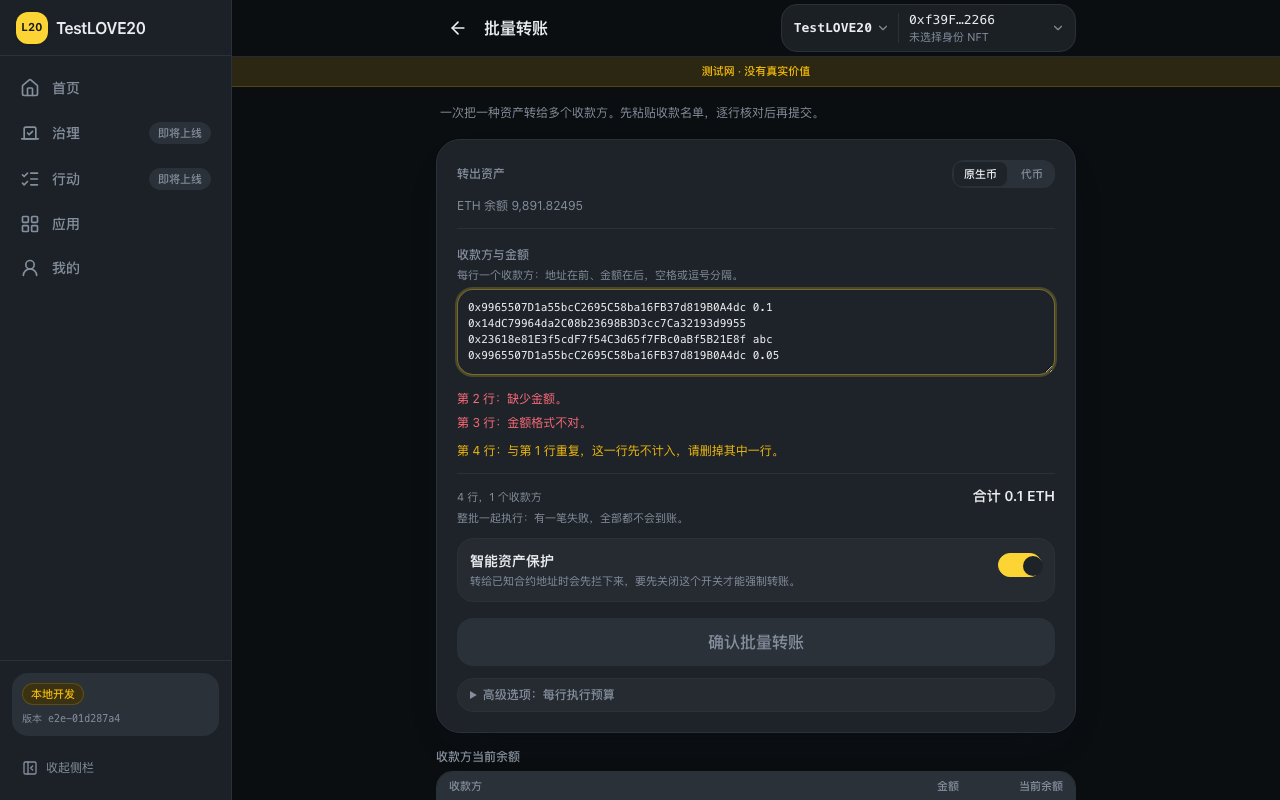 L20 TestLOVE20
首页
治理 即将上线
行动 即将上线
应用
我的
本地开发
版本 e2e-01d287a4
收起侧栏
批量转账
TestLOVE20
0xf39F…2266
未选择身份 NFT
测试网 · 没有真实价值
一次把一种资产转给多个收款方。先粘贴收款名单，逐行核对后再提交。
转出资产 原生币 代币
ETH 余额 9,891.82495
收款方与金额
每行一个收款方：地址在前、金额在后，空格或逗号分隔。
0x9965507D1a55bcC2695C58ba16FB37d819B0A4dc 0.1
0x14dC79964da2C08b23698B3D3cc7Ca32193d9955
0x23618e81E3f5cdF7f54C3d65f7FBc0aBf5B21E8f abc
0x9965507D1a55bcC2695C58ba16FB37d819B0A4dc 0.05
第 2 行：缺少金额。
第 3 行：金额格式不对。
第 4 行：与第 1 行重复，这一行先不计入，请删掉其中一行。
4 行，1 个收款方 合计 0.1 ETH
整批一起执行：有一笔失败，全部都不会到账。
智能资产保护
转给已知合约地址时会先拦下来，要先关闭这个开关才能强制转账。
确认批量转账
高级选项：每行执行预算
收款方当前余额
收款方 金额 当前余额